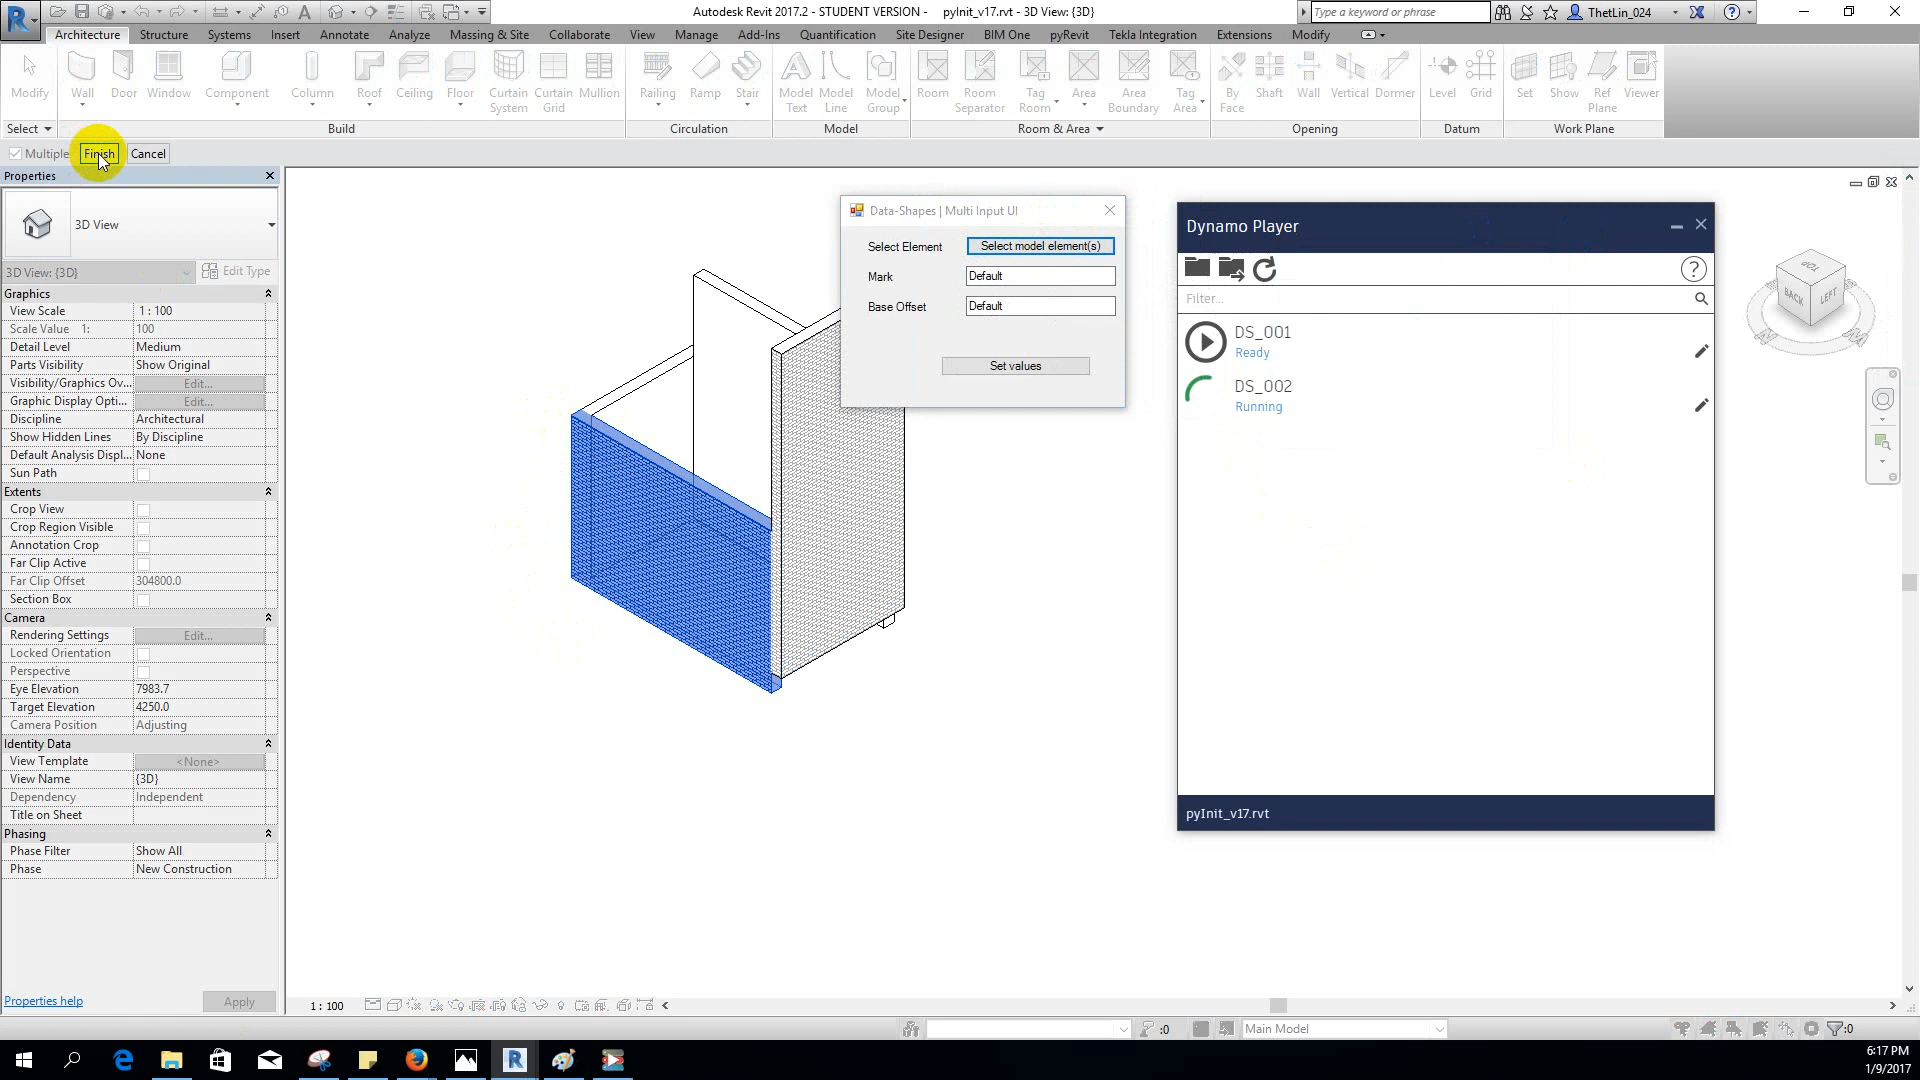 Autodesk Revit 2017.2 - STUDENT VERSION - pyInit_v17.rvt - 3D View: {3D}
Type a keyword or phrase
ThetLin_024
Architecture Structure Systems Insert Annotate Analyze Massing & Site Collaborate View Manage Add-Ins Quantification Site Designer BIM One pyRevit Tekla Integration Extensions Modify
Modify Wall Door Window Component Column Roof Ceiling Floor Curtain System Curtain Grid Mullion Railing Ramp Stair Model Text Model Line Model Group Room Room Separator Tag Room Area Area Boundary Tag Area By Face Shaft Wall Vertical Dormer Level Grid Set Show Ref Plane Viewer
Select Build Circulation Model Room & Area Opening Datum Work Plane
Multiple Finish Cancel
Properties
3D View
3D View: {3D} Edit Type
Graphics
View Scale 1 : 100
Scale Value 1: 100
Detail Level Medium
Parts Visibility Show Original
Visibility/Graphics Ov... Edit...
Graphic Display Opti... Edit...
Discipline Architectural
Show Hidden Lines By Discipline
Default Analysis Displ... None
Sun Path
Extents
Crop View
Crop Region Visible
Annotation Crop
Far Clip Active
Far Clip Offset 304800.0
Section Box
Camera
Rendering Settings Edit...
Locked Orientation
Perspective
Eye Elevation 7983.7
Target Elevation 4250.0
Camera Position Adjusting
Identity Data
View Template <None>
View Name {3D}
Dependency Independent
Title on Sheet
Phasing
Phase Filter Show All
Phase New Construction
Properties help Apply
Data-Shapes | Multi Input UI
Select Element Select model element(s)
Mark Default
Base Offset Default
Set values
Dynamo Player
Filter...
DS_001
Ready
DS_002
Running
pyInit_v17.rvt
TOP
BACK LEFT
1 : 100
:0 Main Model :0
6:17 PM
1/9/2017